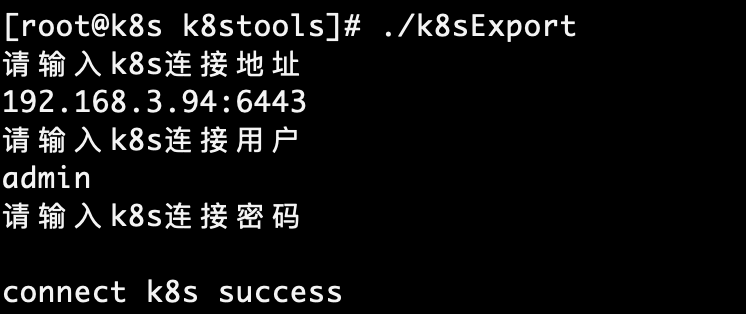 [root@k8s k8stools]# ./k8sExport
请输入k8s连接地址
192.168.3.94:6443
请输入k8s连接用户
admin
请输入k8s连接密码
connect k8s success